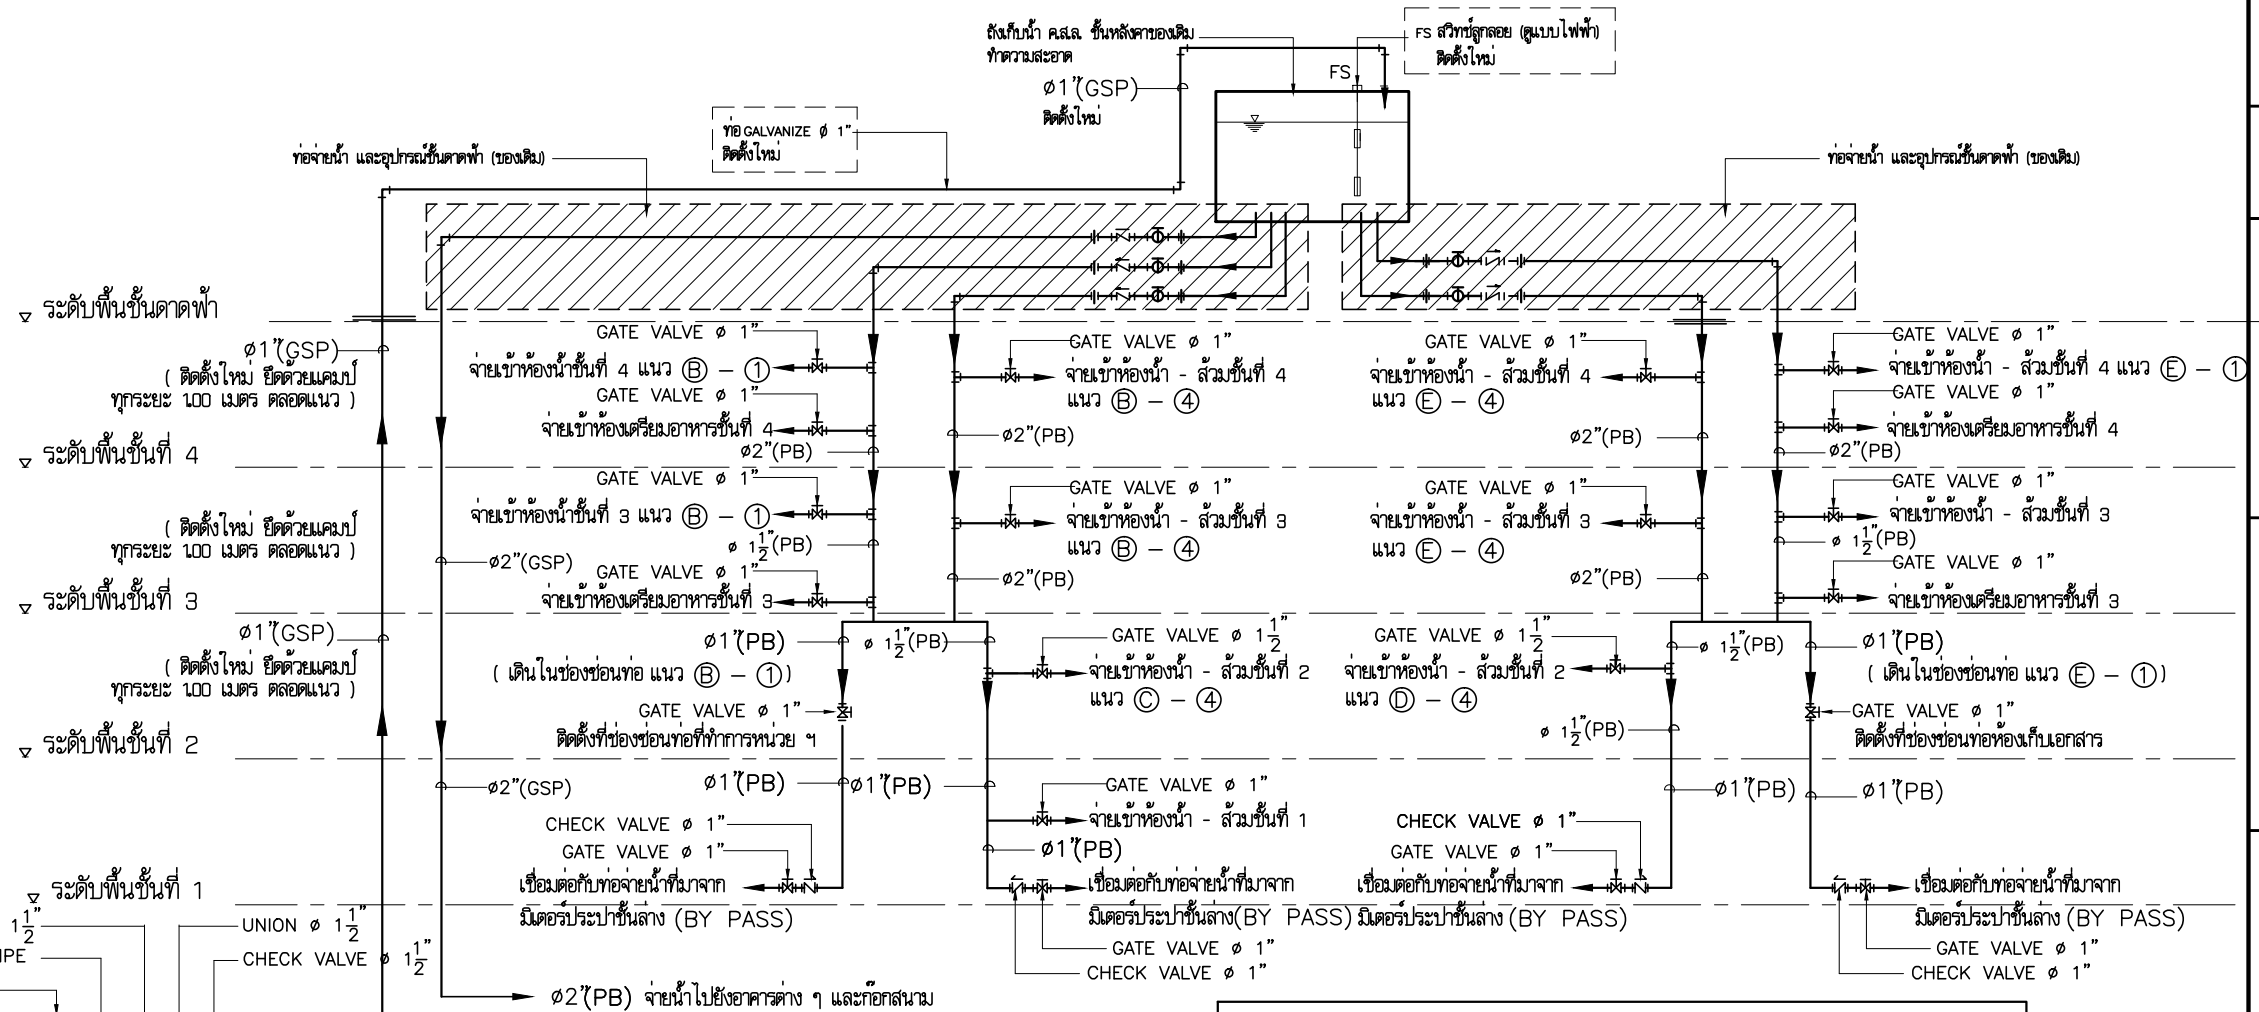 ถังเก็บน้ำ ค.ส.ล. ชั้นหลังคาของเดิม
ทำความสะอาด
FS สวิทซ์ลูกลอย (ดูแบบไฟฟ้า)
ติดตั้งใหม่
FS
ø1"(GSP)
ติดตั้งใหม่
ท่อ GALVANIZE ø 1"
ติดตั้งใหม่
ท่อจ่ายน้ำ และอุปกรณ์ชั้นดาดฟ้า (ของเดิม)
ท่อจ่ายน้ำ และอุปกรณ์ชั้นดาดฟ้า (ของเดิม)
ระดับพื้นชั้นดาดฟ้า
ø1"(GSP)
( ติดตั้งใหม่ ยึดด้วยแคมป์
ทุกระยะ 1.00 เมตร ตลอดแนว )
GATE VALVE ø 1"
จ่ายเข้าห้องน้ำชั้นที่ 4 แนว B - 1
GATE VALVE ø 1"
จ่ายเข้าห้องเตรียมอาหารชั้นที่ 4
ø2"(PB)
GATE VALVE ø 1"
จ่ายเข้าห้องน้ำ - ส้วมชั้นที่ 4
แนว B - 4
ø2"(PB)
GATE VALVE ø 1"
จ่ายเข้าห้องน้ำ - ส้วมชั้นที่ 4
แนว E - 4
ø2"(PB)
GATE VALVE ø 1"
จ่ายเข้าห้องน้ำ - ส้วมชั้นที่ 4 แนว E - 1
GATE VALVE ø 1"
จ่ายเข้าห้องเตรียมอาหารชั้นที่ 4
ø2"(PB)
ระดับพื้นชั้นที่ 4
( ติดตั้งใหม่ ยึดด้วยแคมป์
ทุกระยะ 1.00 เมตร ตลอดแนว )
ø2"(GSP)
GATE VALVE ø 1"
จ่ายเข้าห้องน้ำชั้นที่ 3 แนว B - 1
ø 1 1/2"(PB)
GATE VALVE ø 1"
จ่ายเข้าห้องเตรียมอาหารชั้นที่ 3
GATE VALVE ø 1"
จ่ายเข้าห้องน้ำ - ส้วมชั้นที่ 3
แนว B - 4
ø2"(PB)
GATE VALVE ø 1"
จ่ายเข้าห้องน้ำ - ส้วมชั้นที่ 3
แนว E - 4
ø2"(PB)
GATE VALVE ø 1"
จ่ายเข้าห้องน้ำ - ส้วมชั้นที่ 3
ø 1 1/2"(PB)
GATE VALVE ø 1"
จ่ายเข้าห้องเตรียมอาหารชั้นที่ 3
ระดับพื้นชั้นที่ 3
ø1"(GSP)
( ติดตั้งใหม่ ยึดด้วยแคมป์
ทุกระยะ 1.00 เมตร ตลอดแนว )
ø1"(PB)
( เดินในช่องซ่อนท่อ แนว B - 1 )
ø 1 1/2"(PB)
GATE VALVE ø 1"
ติดตั้งที่ช่องซ่อนท่อที่ทำการหน่วย ฯ
GATE VALVE ø 1 1/2"
จ่ายเข้าห้องน้ำ - ส้วมชั้นที่ 2
แนว C - 4
GATE VALVE ø 1 1/2"
จ่ายเข้าห้องน้ำ - ส้วมชั้นที่ 2
แนว D - 4
ø 1 1/2"(PB)
ø 1 1/2"(PB)
ø1"(PB)
( เดินในช่องซ่อนท่อ แนว E - 1 )
GATE VALVE ø 1"
ติดตั้งที่ช่องซ่อนท่อห้องเก็บเอกสาร
ระดับพื้นชั้นที่ 2
ø2"(GSP)
ø1"(PB)
ø1"(PB)
CHECK VALVE ø 1"
GATE VALVE ø 1"
เชื่อมต่อกับท่อจ่ายน้ำที่มาจาก
มิเตอร์ประปาชั้นล่าง (BY PASS)
GATE VALVE ø 1"
จ่ายเข้าห้องน้ำ - ส้วมชั้นที่ 1
ø1"(PB)
เชื่อมต่อกับท่อจ่ายน้ำที่มาจาก
มิเตอร์ประปาชั้นล่าง(BY PASS)
GATE VALVE ø 1"
CHECK VALVE ø 1"
ø1"(PB)
CHECK VALVE ø 1"
GATE VALVE ø 1"
เชื่อมต่อกับท่อจ่ายน้ำที่มาจาก
มิเตอร์ประปาชั้นล่าง (BY PASS)
ø1"(PB)
เชื่อมต่อกับท่อจ่ายน้ำที่มาจาก
มิเตอร์ประปาชั้นล่าง (BY PASS)
GATE VALVE ø 1"
CHECK VALVE ø 1"
ระดับพื้นชั้นที่ 1
1 1/2"
UNION ø 1 1/2"
CHECK VALVE ø 1 1/2"
ø2"(PB) จ่ายน้ำไปยังอาคารต่าง ๆ และก๊อกสนาม